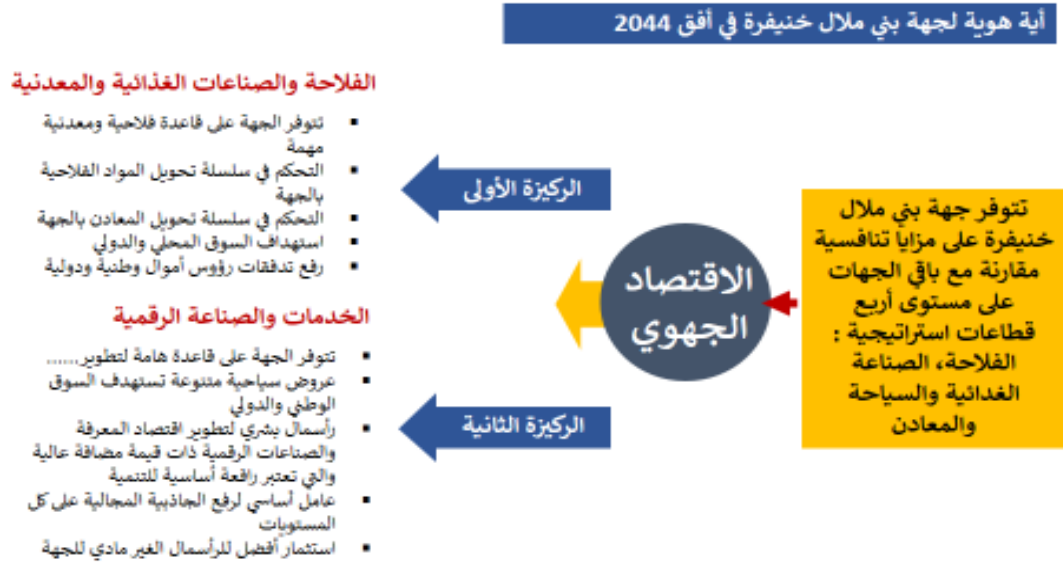 أية هوية لجهة بني ملال خنيفرة في أفق 2044
تتوفر جهة بني ملال
خنيفرة على مزايا تنافسية
مقارنة مع باقي الجهات
على مستوى أربع
قطاعات استراتيجية :
الفلاحة، الصناعة
الغدائية والسياحة
والمعادن
الاقتصاد
الجهوي
الركيزة الأولى
الفلاحة والصناعات الغذائية والمعدنية
▪ تتوفر الجهة على قاعدة فلاحية ومعدنية
مهمة
▪ التحكم في سلسلة تحويل المواد الفلاحية
بالجهة
▪ التحكم في سلسلة تحويل المعادن بالجهة
▪ استهداف السوق المحلي والدولي
▪ رفع تدفقات رؤوس أموال وطنية ودولية
الركيزة الثانية
الخدمات والصناعة الرقمية
▪ تتوفر الجهة على قاعدة هامة لتطوير......
▪ عروض سياحية متنوعة تستهدف السوق
الوطني والدولي
▪ رأسمال بشري لتطوير اقتصاد المعرفة
والصناعات الرقمية ذات قيمة مضافة عالية
والتي تعتبر رافعة أساسية للتنمية
▪ عامل أساسي لرفع الجاذبية المجالية على كل
المستويات
▪ استثمار أفضل للرأسمال الغير مادي للجهة